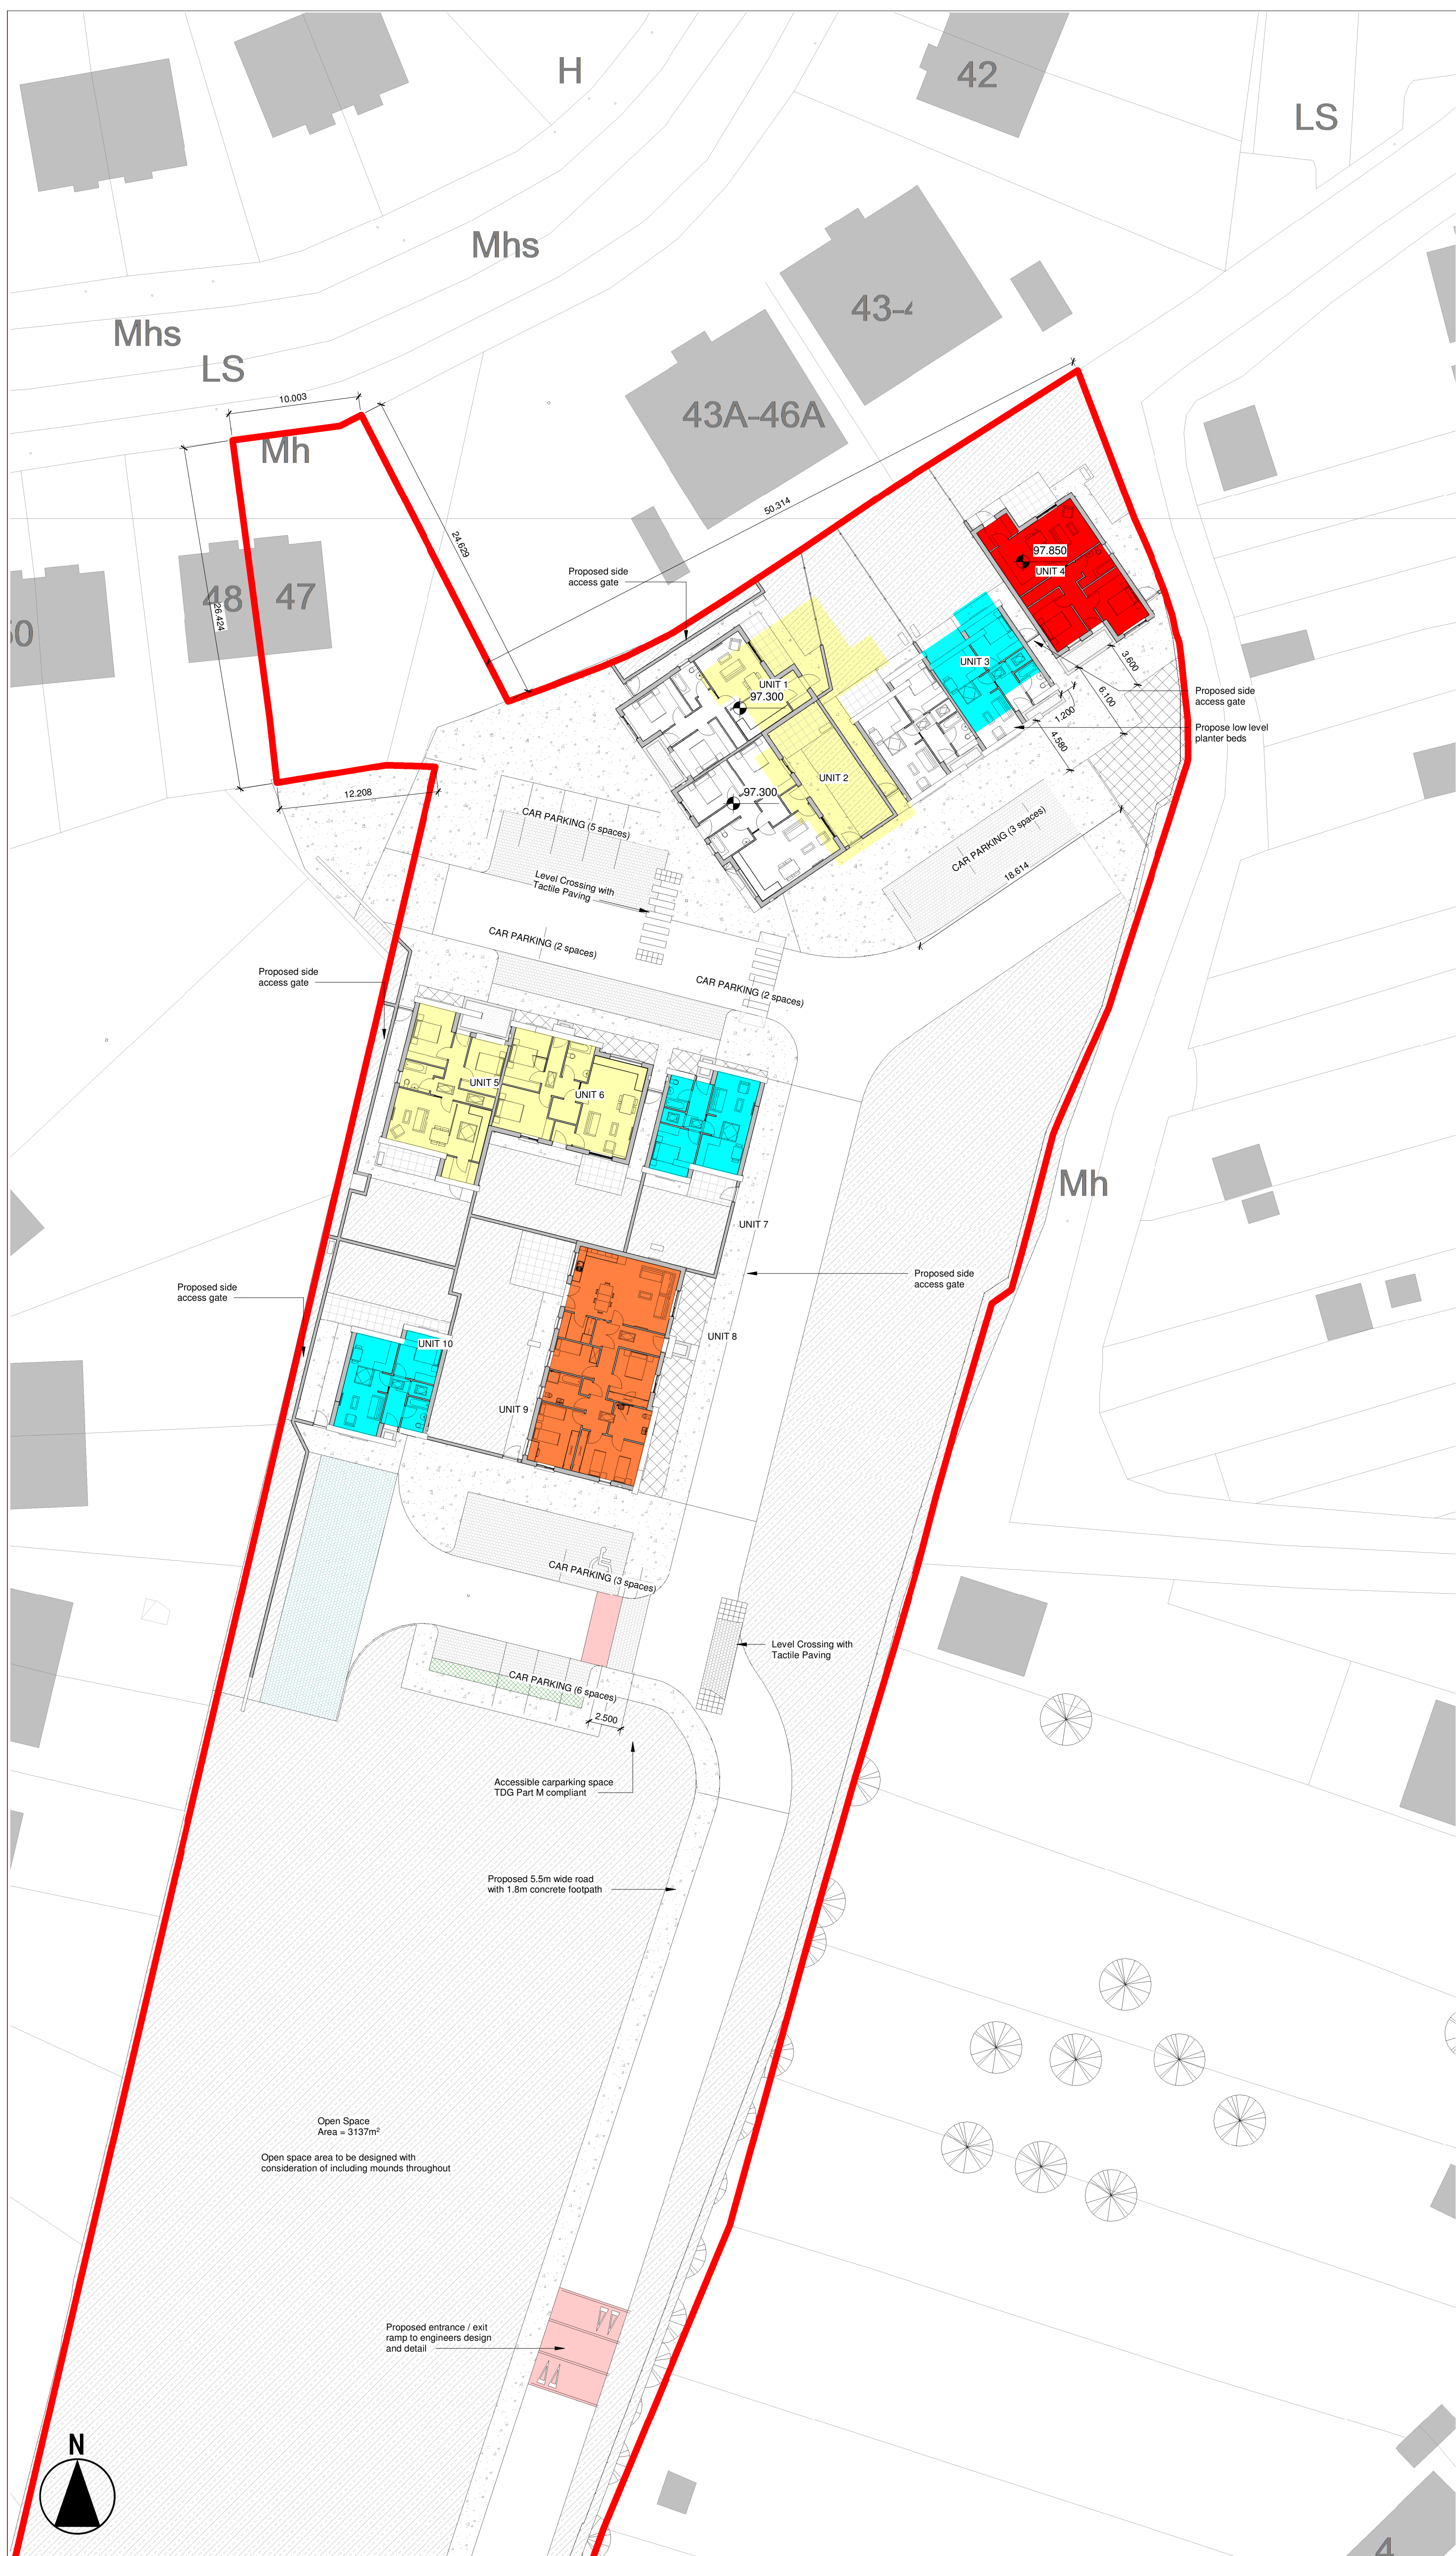 H
42
LS
Mhs
43-4
Mhs
LS
10.003
43A-46A
Mh
50.314
24.629
97.850
UNIT 4
Proposed side
access gate
48
47
26.424
UNIT 3
3.600
UNIT 1
97.300
6.100
Proposed side
access gate
1.200
Propose low level
planter beds
4.580
UNIT 2
97.300
12.208
CAR PARKING (5 spaces)
CAR PARKING (3 spaces)
18.614
Level Crossing with
Tactile Paving
CAR PARKING (2 spaces)
Proposed side
access gate
CAR PARKING (2 spaces)
UNIT 5
UNIT 6
Mh
UNIT 7
Proposed side
access gate
Proposed side
access gate
UNIT 8
UNIT 10
UNIT 9
CAR PARKING (3 spaces)
Level Crossing with
Tactile Paving
CAR PARKING (6 spaces)
2.500
Accessible carparking space
TDG Part M compliant
Proposed 5.5m wide road
with 1.8m concrete footpath
Open Space
Area = 3137m²
Open space area to be designed with
consideration of including mounds throughout
Proposed entrance / exit
ramp to engineers design
and detail
N
4